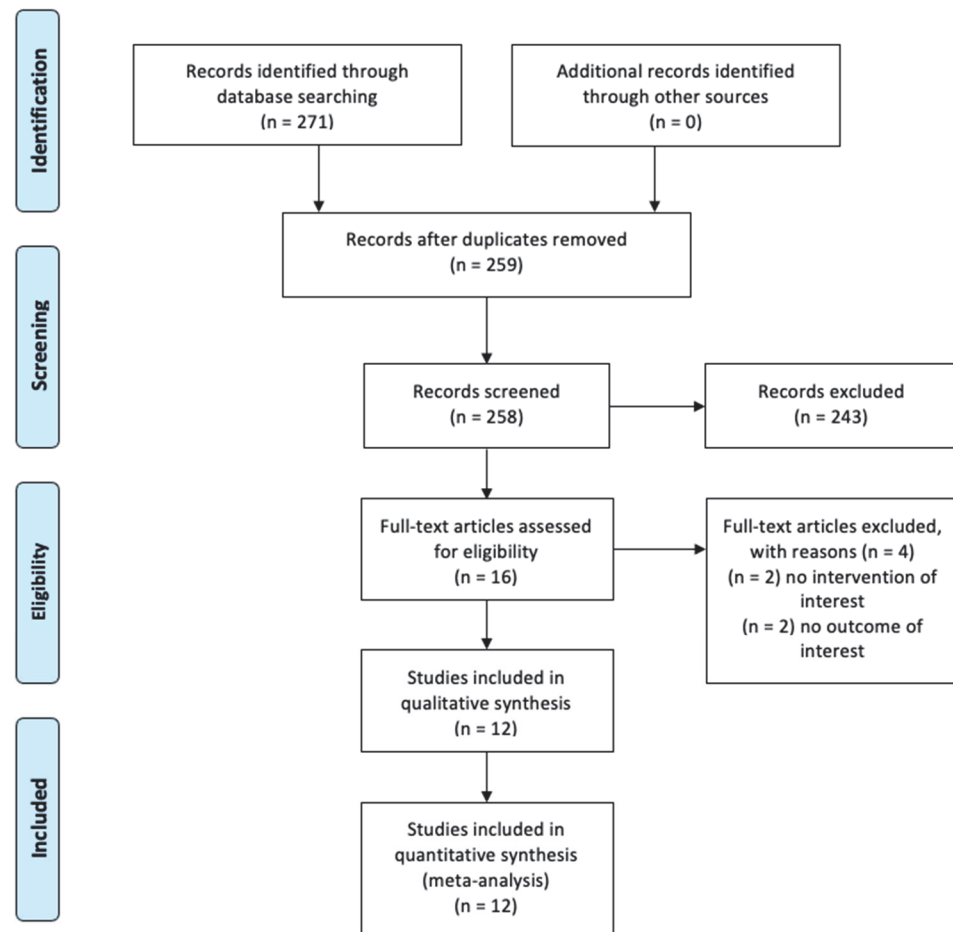 Identification
Records identified through
database searching
(n = 271)
Additional records identified
through other sources
(n = 0)
Records after duplicates removed
(n = 259)
Screening
Records screened
(n = 258)
Records excluded
(n = 243)
Eligibility
Full-text articles assessed
for eligibility
(n = 16)
Full-text articles excluded,
with reasons (n = 4)
(n = 2) no intervention of
interest
(n = 2) no outcome of
interest
Studies included in
qualitative synthesis
(n = 12)
Included
Studies included in
quantitative synthesis
(meta-analysis)
(n = 12)